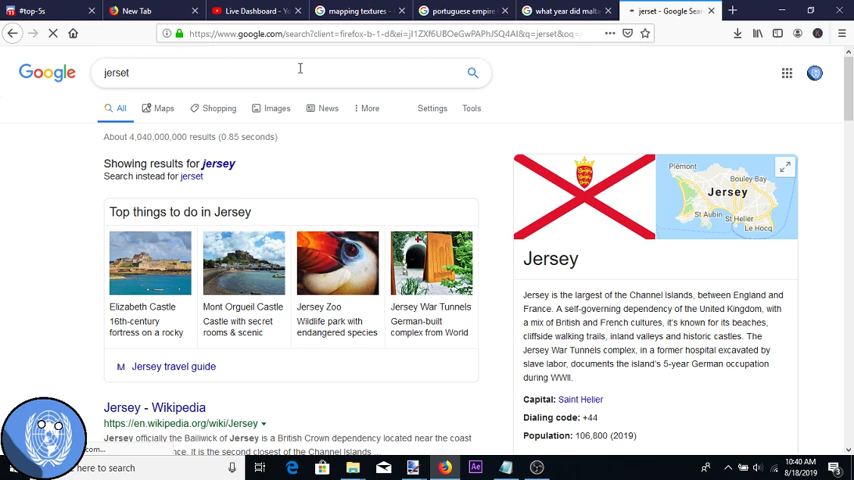 #top-5s
New Tab
Live Dashboard - Yo
mapping textures - G
portuguese empire
what year did malta
jerset - Google Sear
https://www.google.com/search?client=firefox-b-1-d&ei=
Google
jerset
All
Maps
Shopping
Images
News
More
Settings
Tools
About 4,040,000,000 results (0.85 seconds)
Showing results for jersey
Search instead for jerset
Top things to do in Jersey
Elizabeth Castle
16th-century
fortress on a rocky
Mont Orgueil Castle
Castle with secret
rooms & scenic
Jersey Zoo
Wildlife park with
endangered species
Jersey War Tunnels
German-built
complex from World
M Jersey travel guide
Jersey - Wikipedia
https://en.wikipedia.org/wiki/Jersey
Jersey officially the Bailiwick of Jersey is a British Crown dependency located near the coast
ance. It is the second closest of the Channel Islands
Plémont
Bouley Bay
Jersey
St Aubin
St Helier
Le Hocq
Jersey
Jersey is the largest of the Channel Islands, between England and
France. A self-governing dependency of the United Kingdom, with
a mix of British and French cultures, it's known for its beaches,
cliffside walking trails, inland valleys and historic castles. The
Jersey War Tunnels complex, in a former hospital excavated by
slave labor, documents the island's 5-year German occupation
during WWII.
Capital: Saint Helier
Dialing code: +44
Population: 106,800 (2019)
com...
here to search
Ae
10:40 AM
8/18/2019
3